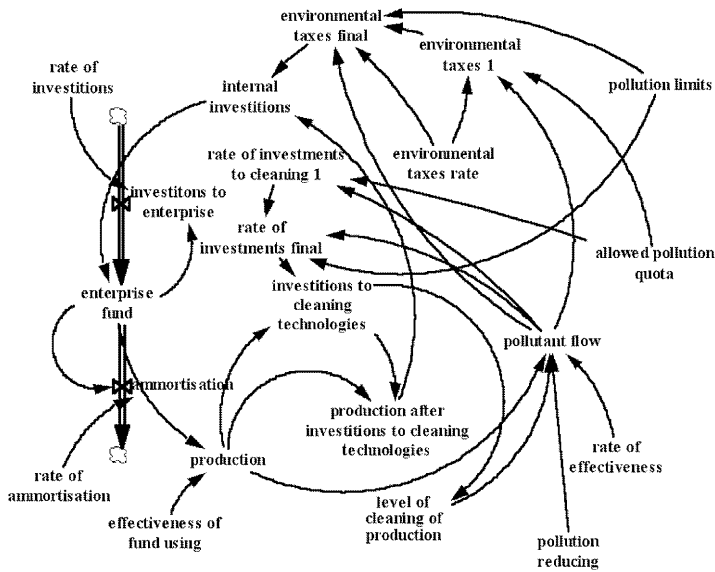 environmental
taxes final
environmental
taxes 1
rate of
investitions
internal
investitions
pollution limits
rate of investments
to cleaning 1
environmental
taxes rate
investitons to
enterprise
rate of
investments final
allowed pollution
quota
enterprise
fund
investitions to
cleaning
technologies
pollutant flow
ammortisation
production after
investitions to cleaning
technologies
rate of
effectiveness
production
rate of
ammortisation
level of
cleaning of
production
effectiveness of
fund using
pollution
reducing